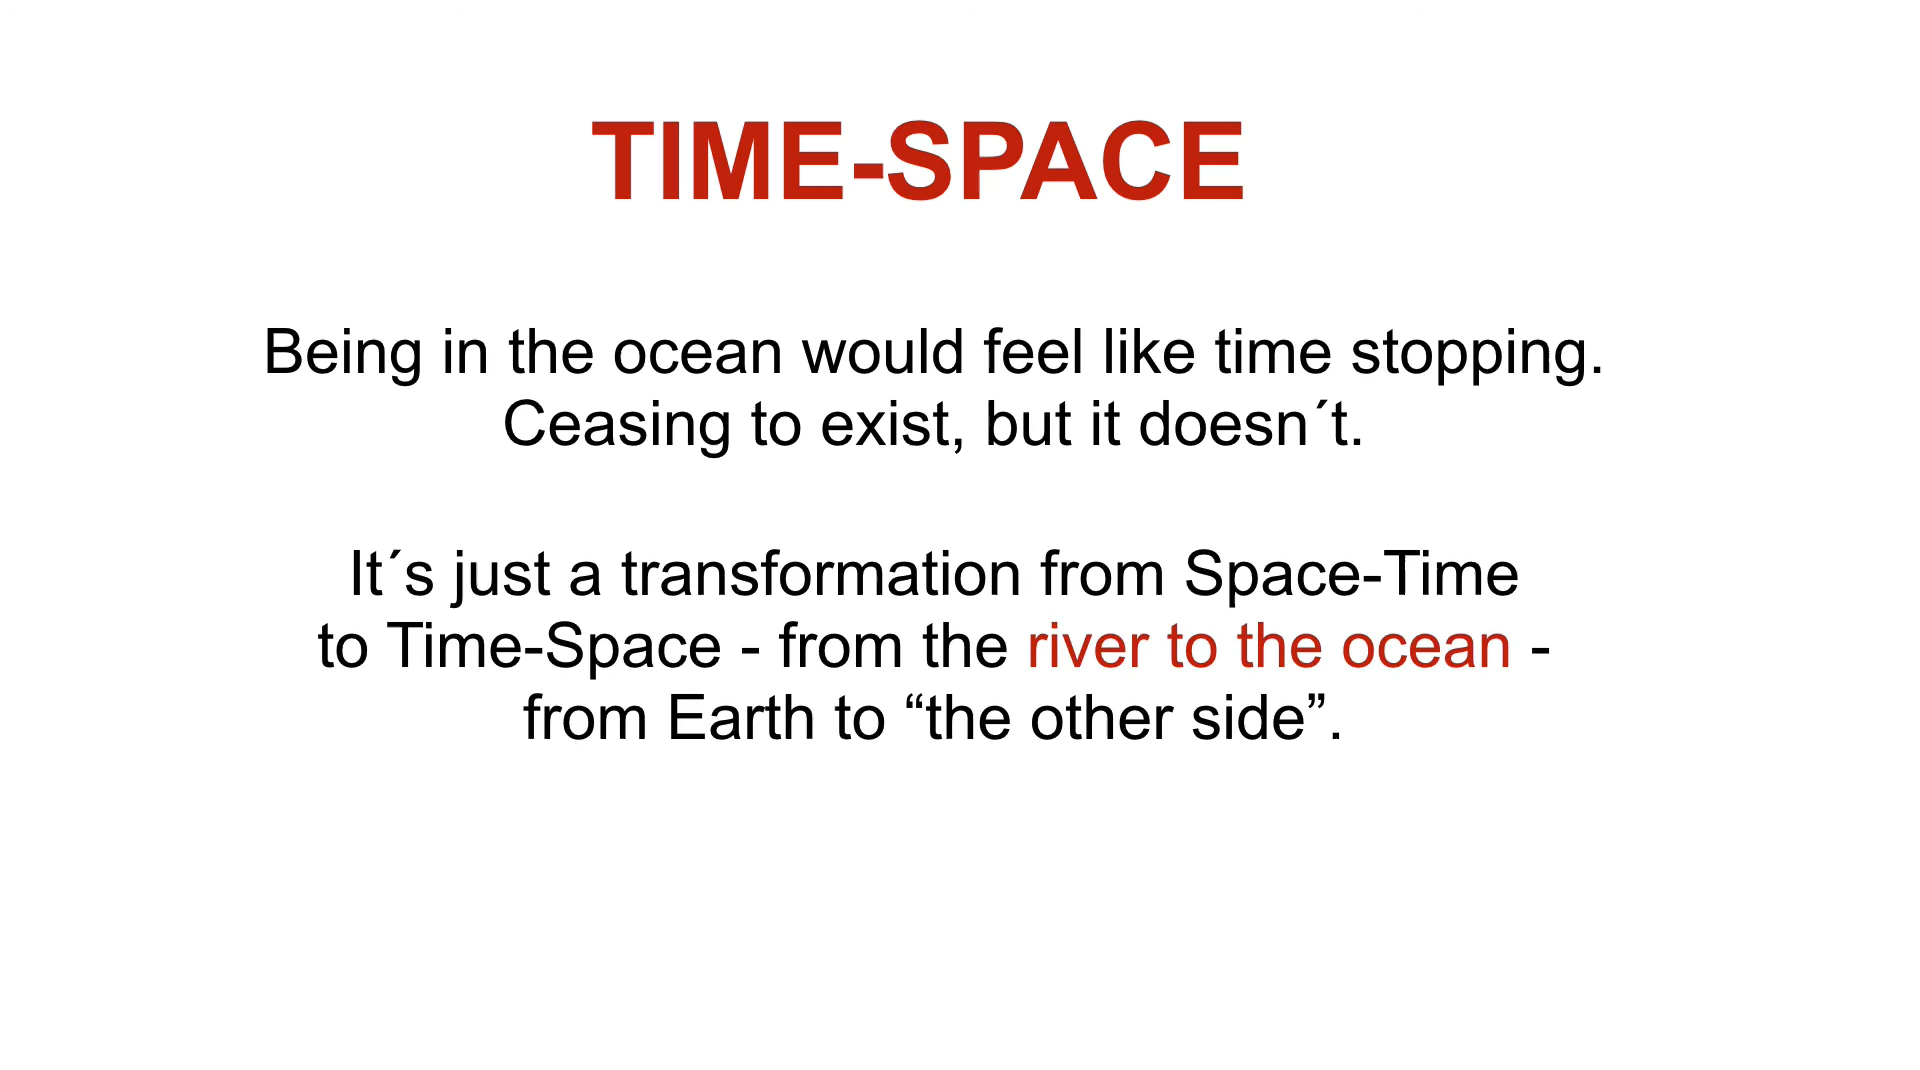 TIME-SPACE
Being in the ocean would feel like time stopping.
Ceasing to exist, but it doesn´t.
It´s just a transformation from Space-Time
to Time-Space - from the river to the ocean -
from Earth to “the other side”.